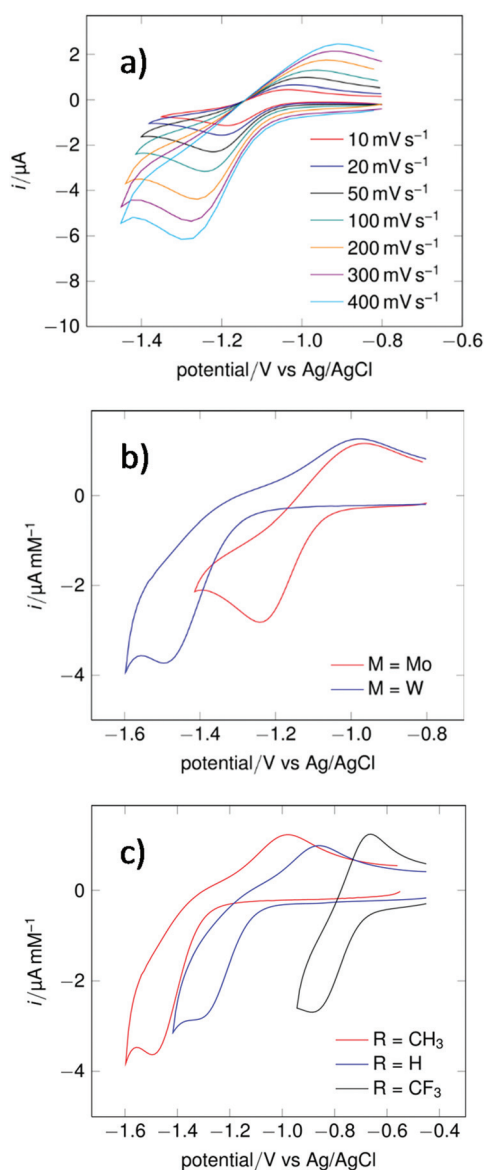 a)
2
0
−2
−4
−6
−8
−10
i/µA
10 mV s⁻¹
20 mV s⁻¹
50 mV s⁻¹
100 mV s⁻¹
200 mV s⁻¹
300 mV s⁻¹
400 mV s⁻¹
−1.4 −1.2 −1.0 −0.8 −0.6
potential/V vs Ag/AgCl
b)
0
−2
−4
i/µA mM⁻¹
M = Mo
M = W
−1.6 −1.4 −1.2 −1.0 −0.8
potential/V vs Ag/AgCl
c)
0
−2
−4
i/µA mM⁻¹
R = CH₃
R = H
R = CF₃
−1.6 −1.4 −1.2 −1.0 −0.8 −0.6 −0.4
potential/V vs Ag/AgCl